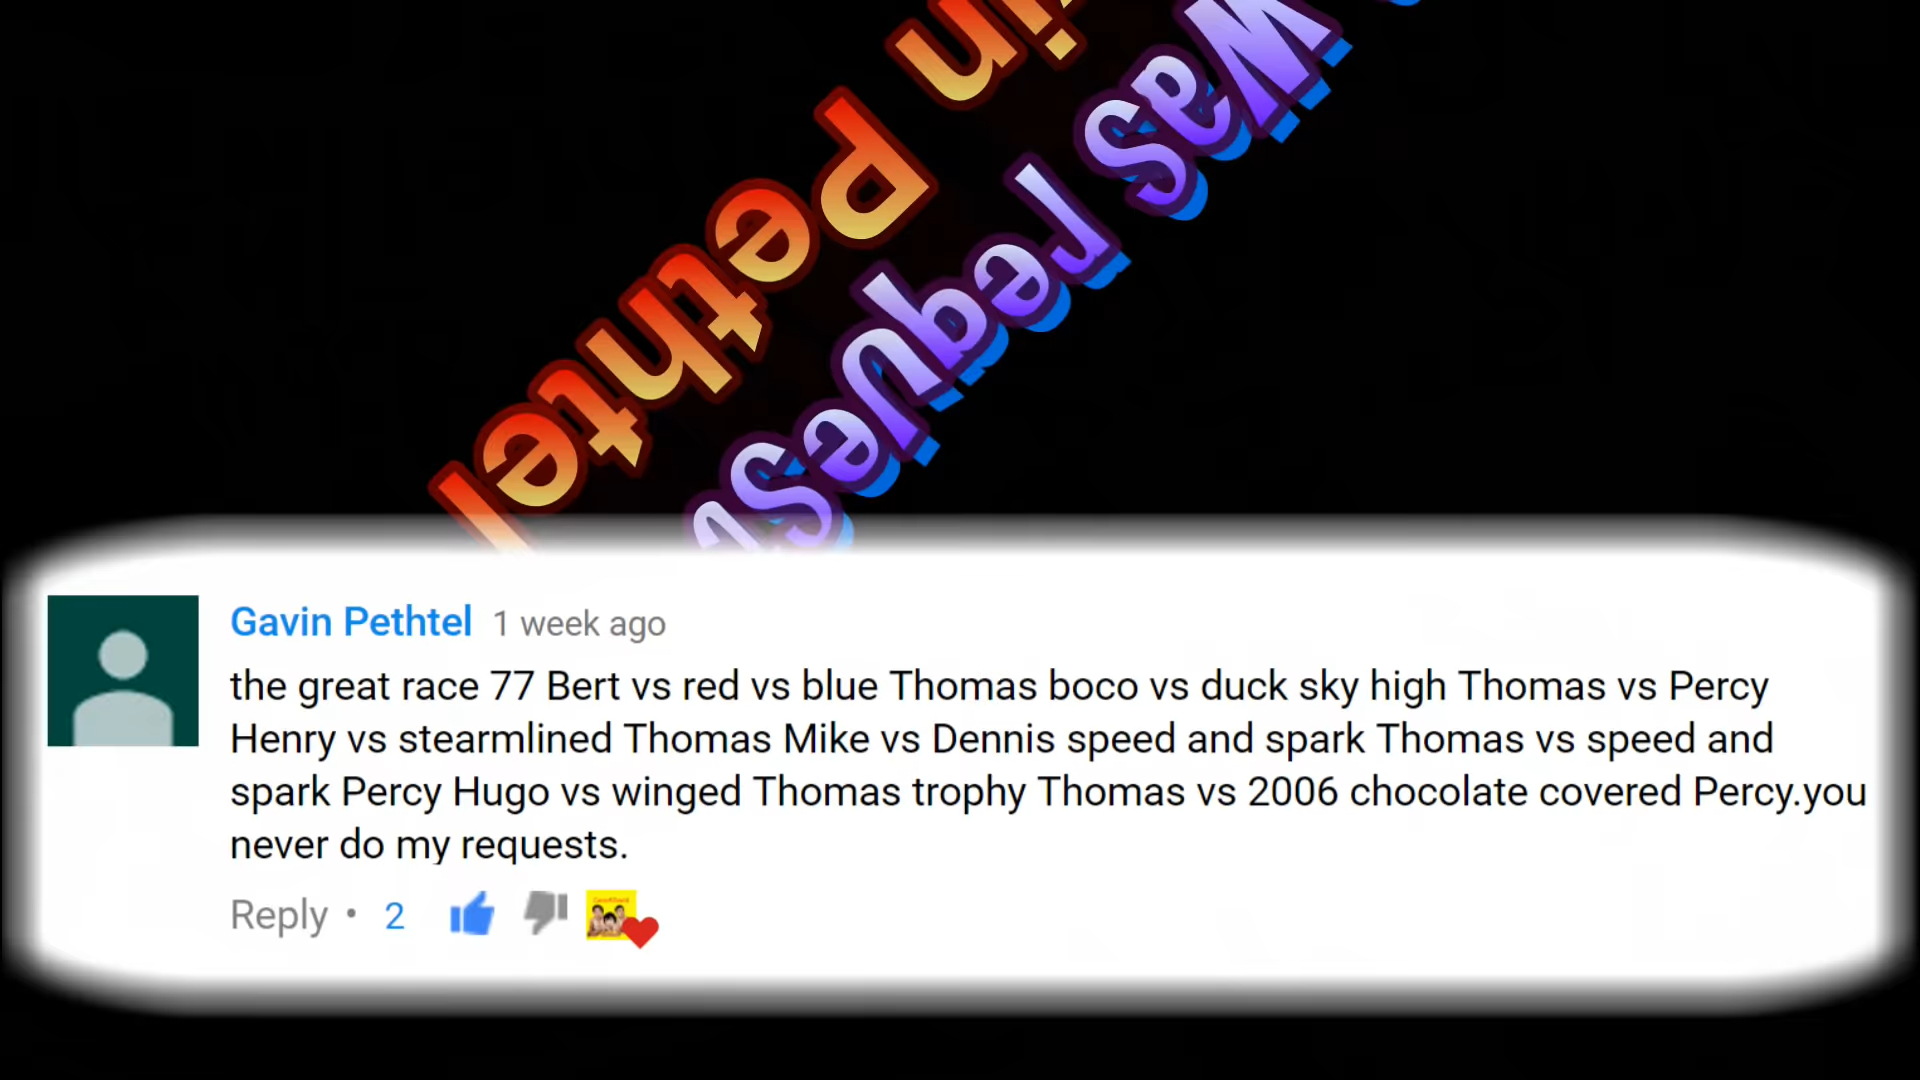 was request
in Pethtel
Gavin Pethtel 1 week ago
the great race 77 Bert vs red vs blue Thomas boco vs duck sky high Thomas vs Percy
Henry vs stearmlined Thomas Mike vs Dennis speed and spark Thomas vs speed and
spark Percy Hugo vs winged Thomas trophy Thomas vs 2006 chocolate covered Percy.you
never do my requests.
Reply • 2